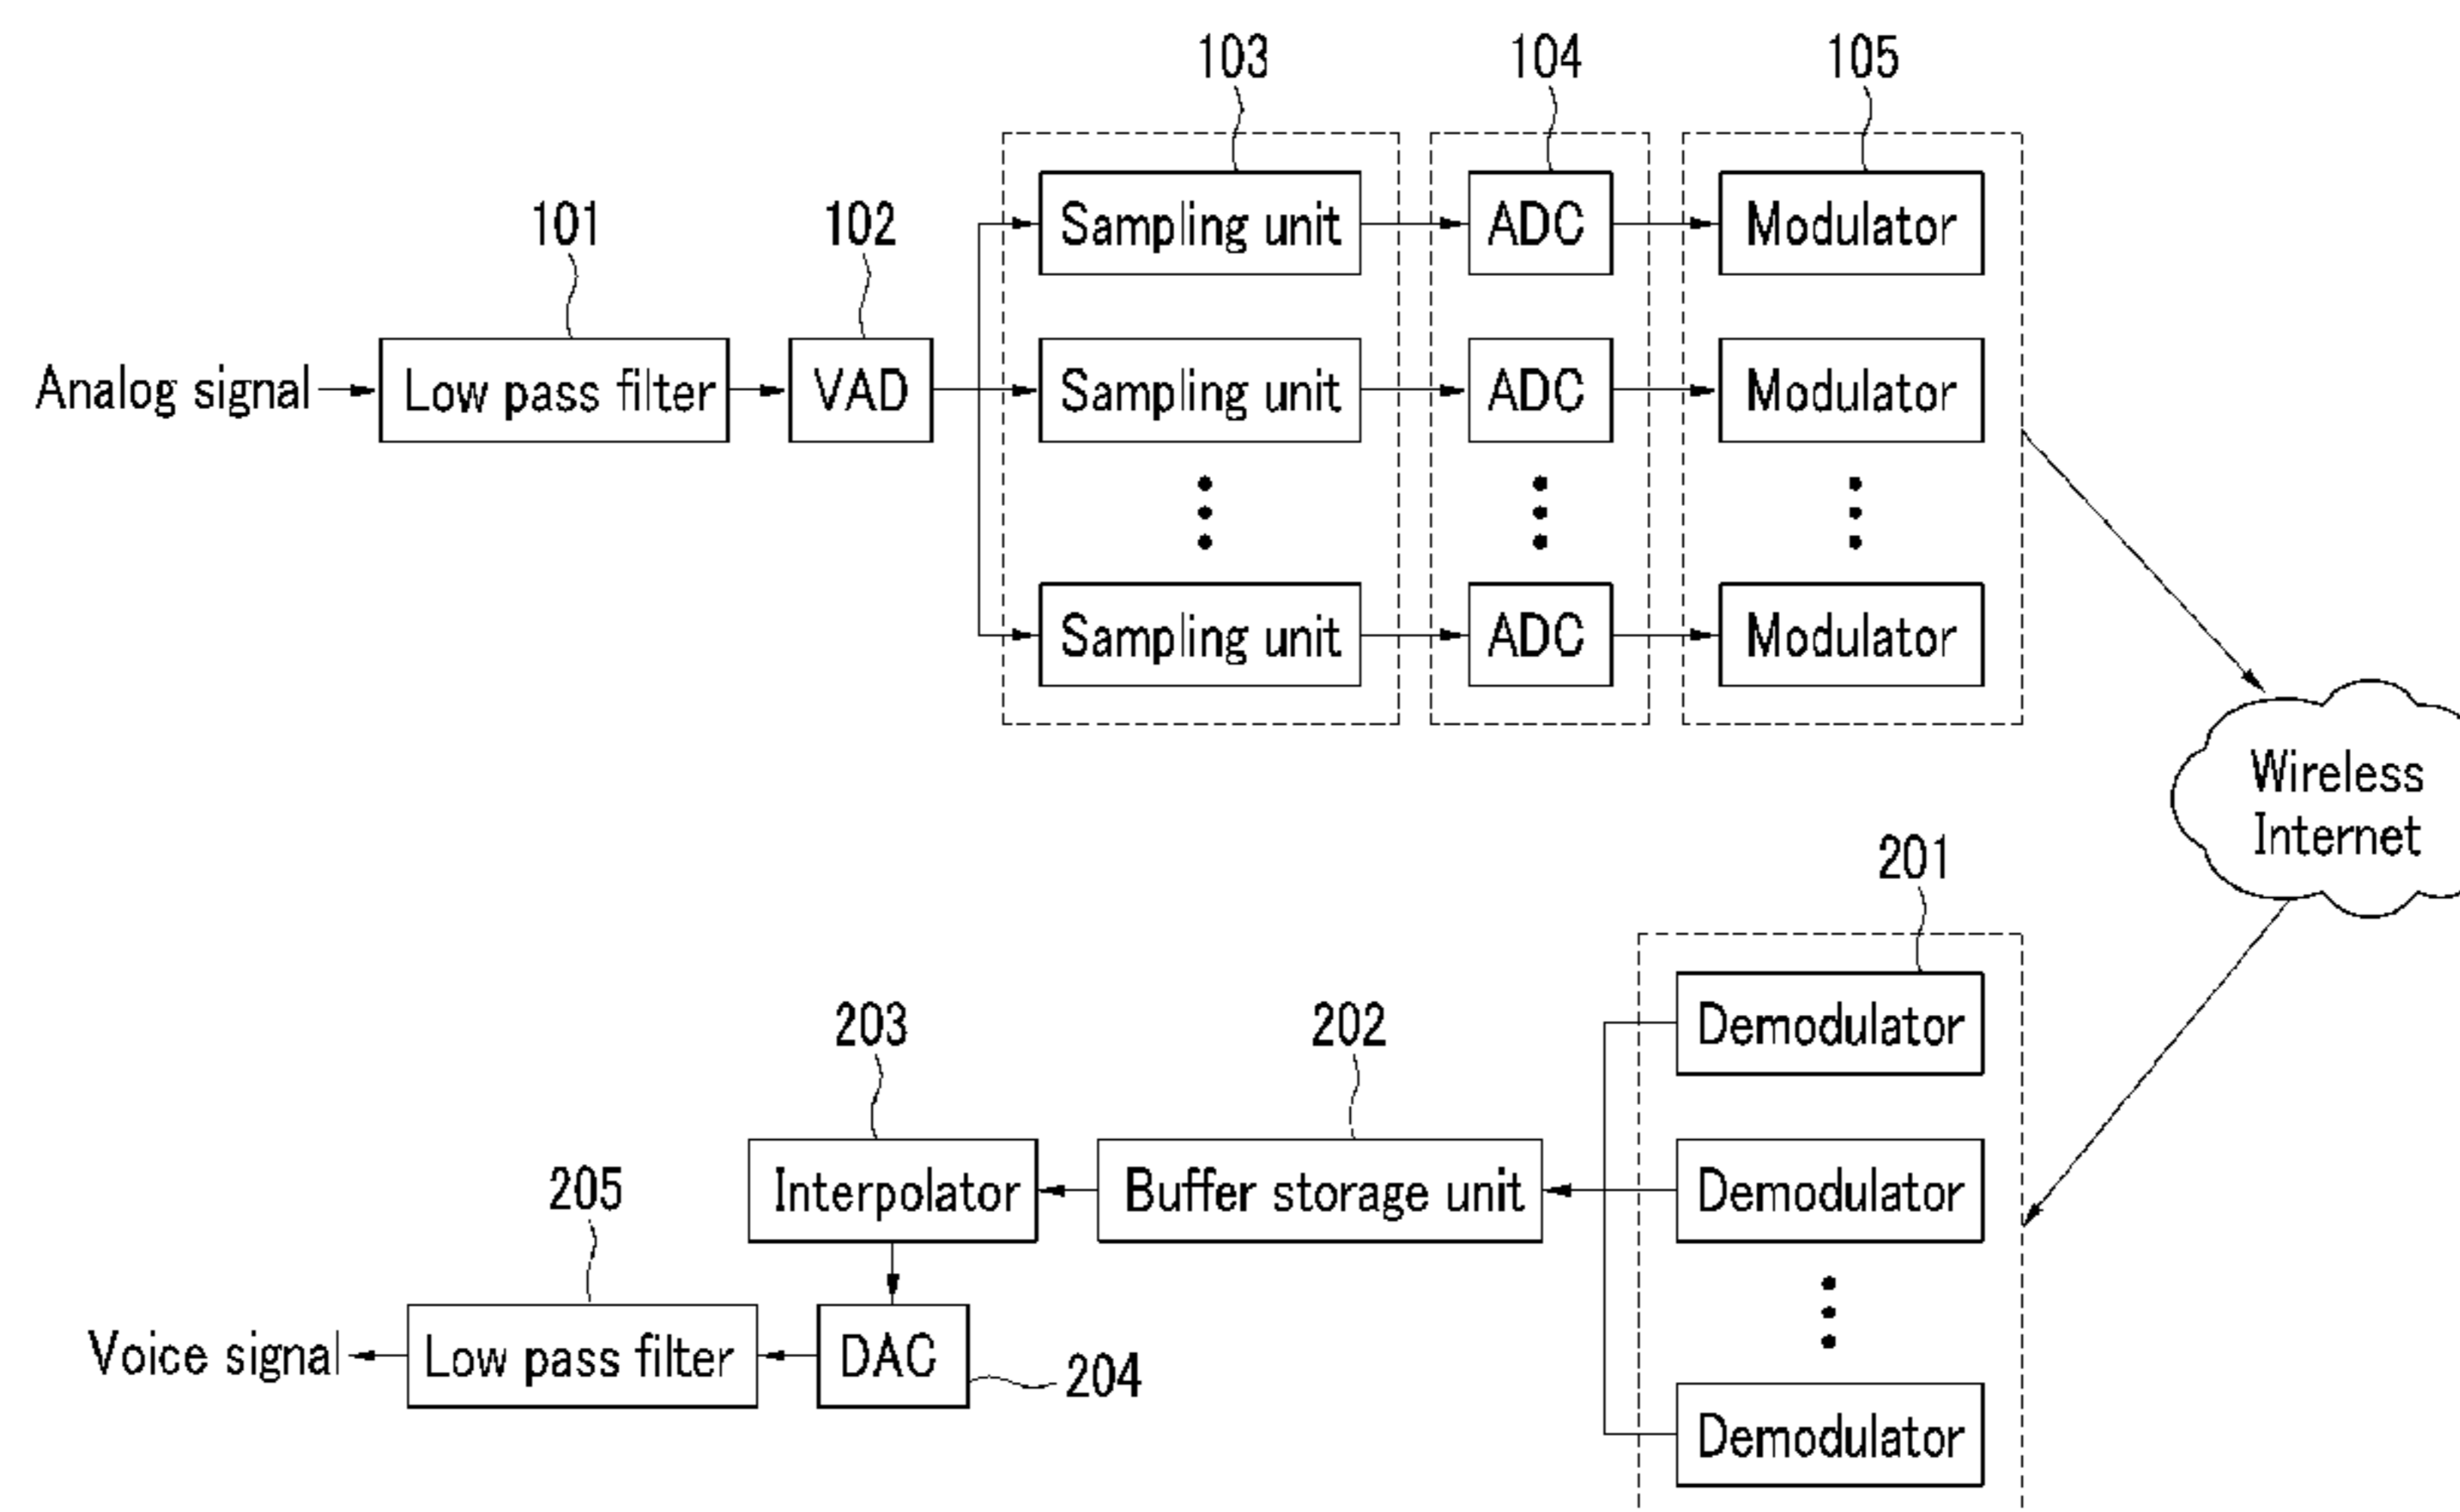 103 104 105
101 102 Sampling unit ADC Modulator
Analog signal Low pass filter VAD Sampling unit ADC Modulator
Sampling unit ADC Modulator
Wireless
Internet
201
203 202 Demodulator
205 Interpolator Buffer storage unit Demodulator
Voice signal Low pass filter DAC 204
Demodulator